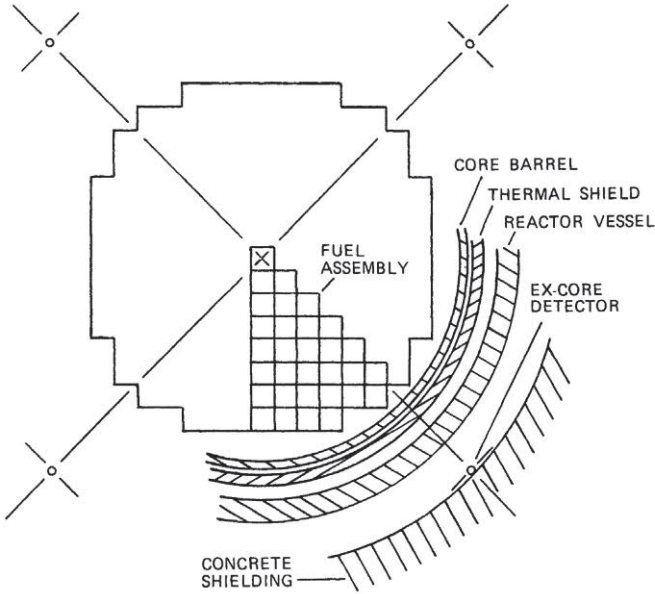 CORE BARREL
THERMAL SHIELD
REACTOR VESSEL
FUEL
ASSEMBLY
EX-CORE
DETECTOR
CONCRETE
SHIELDING